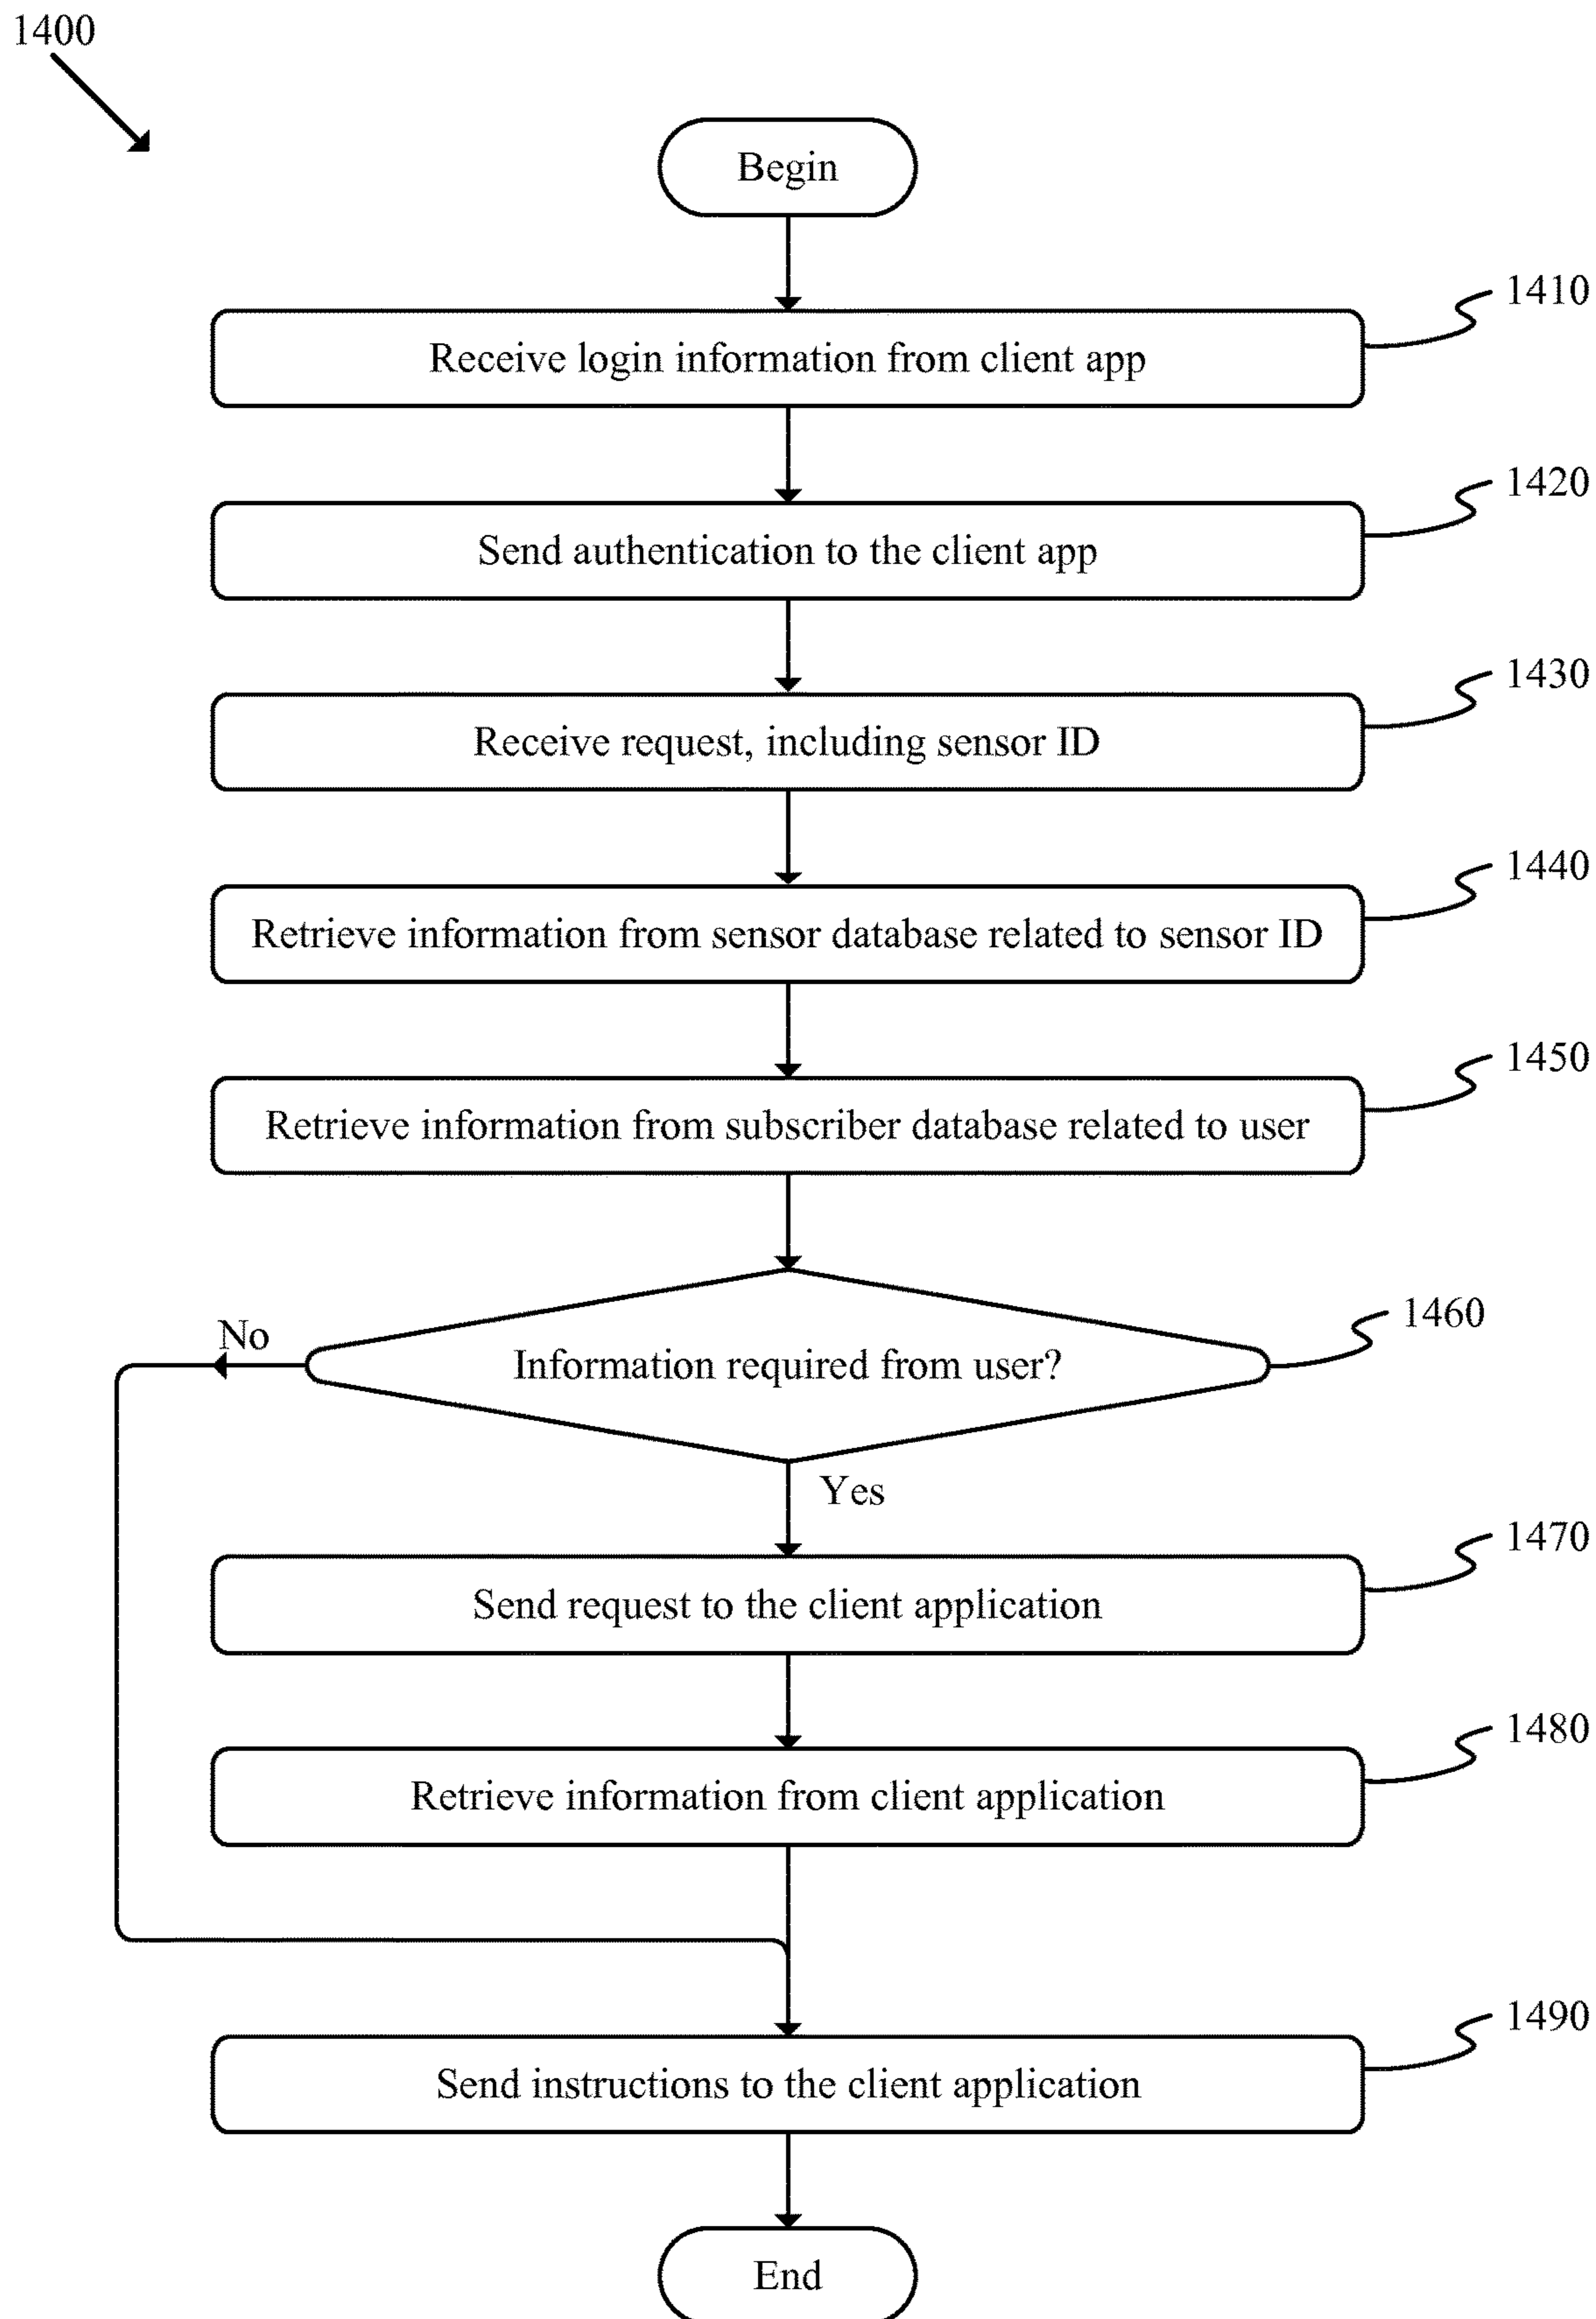 1400
Begin
1410
Receive login information from client app
1420
Send authentication to the client app
1430
Receive request, including sensor ID
1440
Retrieve information from sensor database related to sensor ID
1450
Retrieve information from subscriber database related to user
1460
No
Information required from user?
Yes
1470
Send request to the client application
1480
Retrieve information from client application
1490
Send instructions to the client application
End